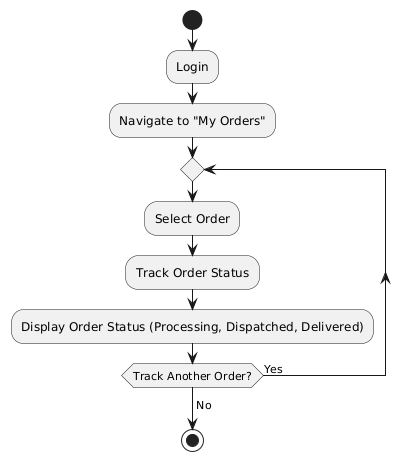 Login
Navigate to "My Orders"
Select Order
Track Order Status
Display Order Status (Processing, Dispatched, Delivered)
Track Another Order?
Yes
No